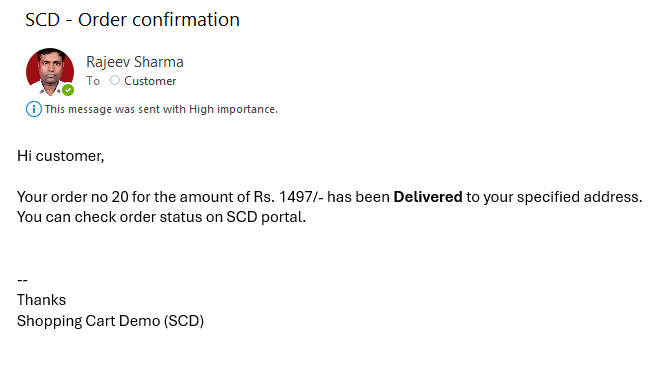 SCD - Order confirmation
Rajeev Sharma
To Customer
This message was sent with High importance.
Hi customer,
Your order no 20 for the amount of Rs. 1497/- has been Delivered to your specified address.
You can check order status on SCD portal.
--
Thanks
Shopping Cart Demo (SCD)